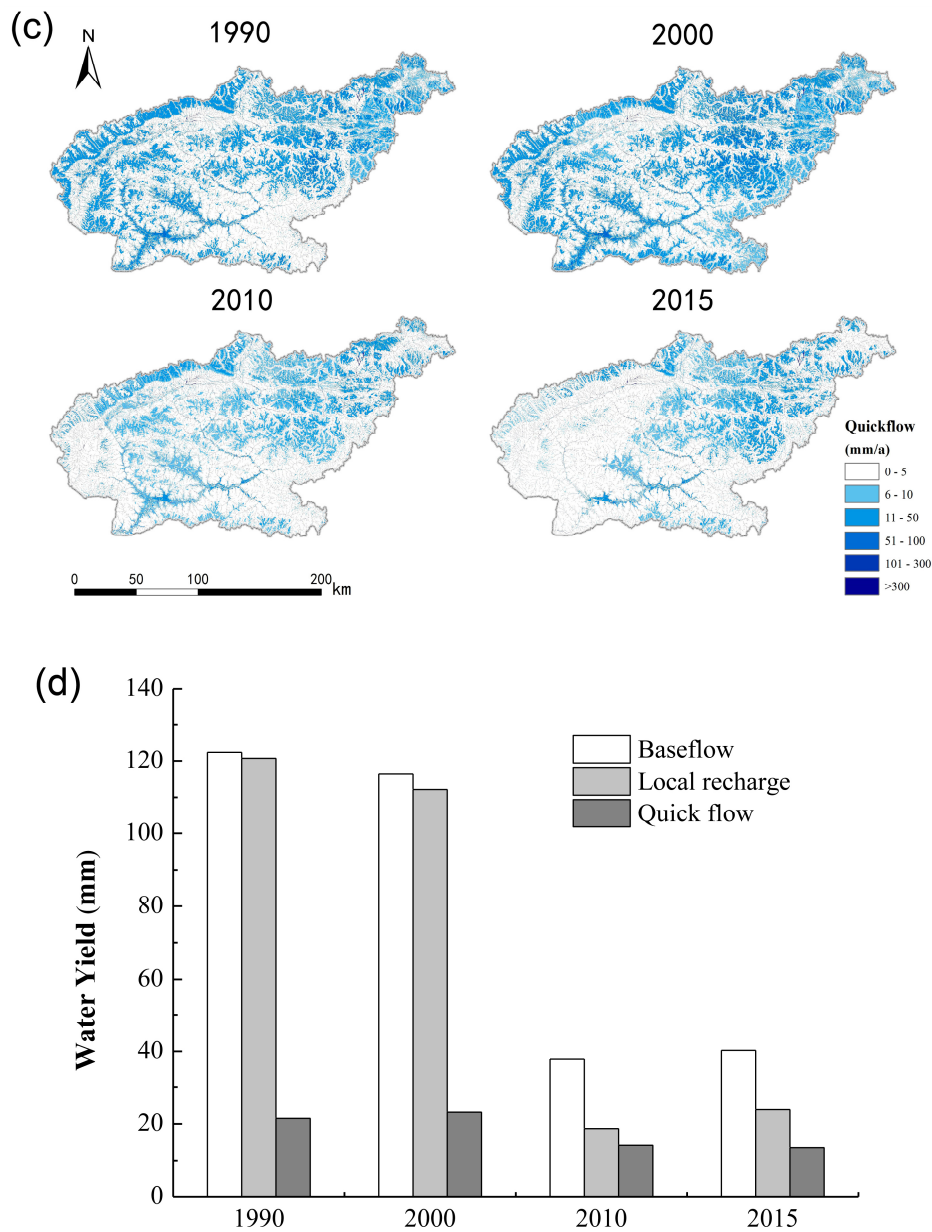 (c)
N
1990
2000
2010
2015
Quickflow
(mm/a)
0 - 5
6 - 10
11 - 50
51 - 100
101 - 300
>300
0 50 100 200 km
(d)
Water Yield (mm)
140
120
100
80
60
40
20
0
Baseflow
Local recharge
Quick flow
1990 2000 2010 2015